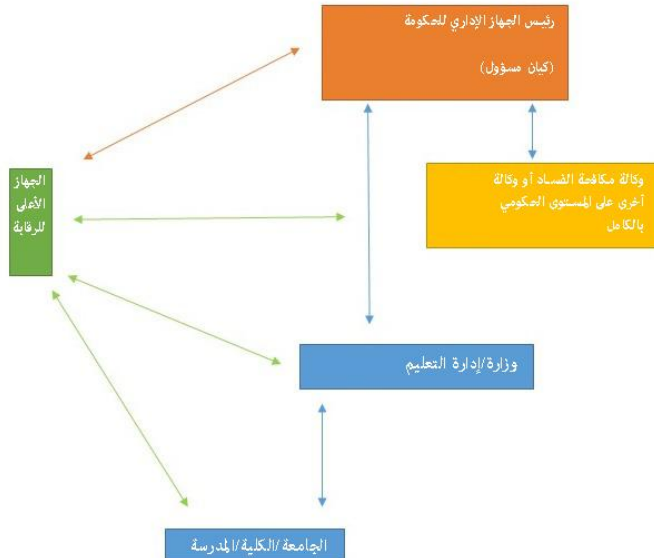 رئيس الجهاز الإداري للحكومة
(كيان مسؤول)
الجهاز
الأعلى
للرقابة
وكالة مكافحة الفساد أو وكالة
أخرى على المستوى الحكومي
بالكامل
وزارة/إدارة التعليم
الجامعة/الكلية/المدرسة